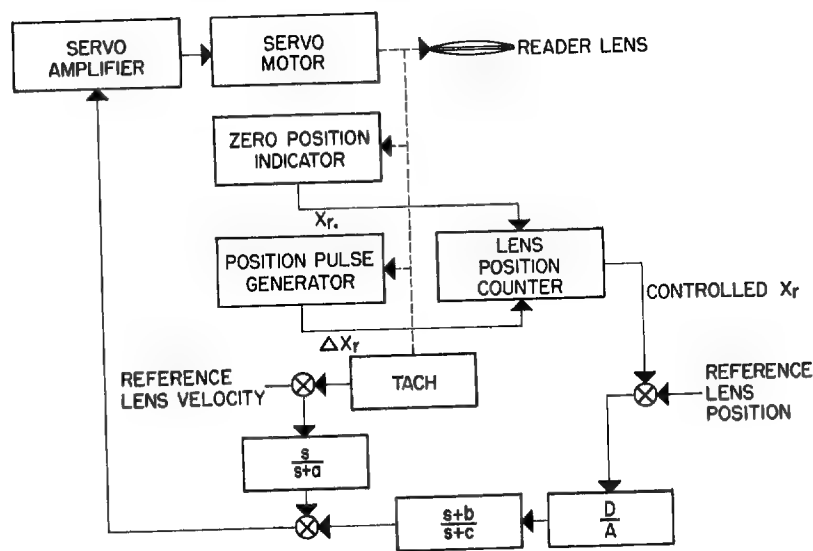 SERVO
AMPLIFIER
SERVO
MOTOR
READER LENS
ZERO POSITION
INDICATOR
Xr.
POSITION PULSE
GENERATOR
LENS
POSITION
COUNTER
CONTROLLED Xr
ΔXr
REFERENCE
LENS VELOCITY
TACH
REFERENCE
LENS
POSITION
s
s+a
s+b
s+c
D
A